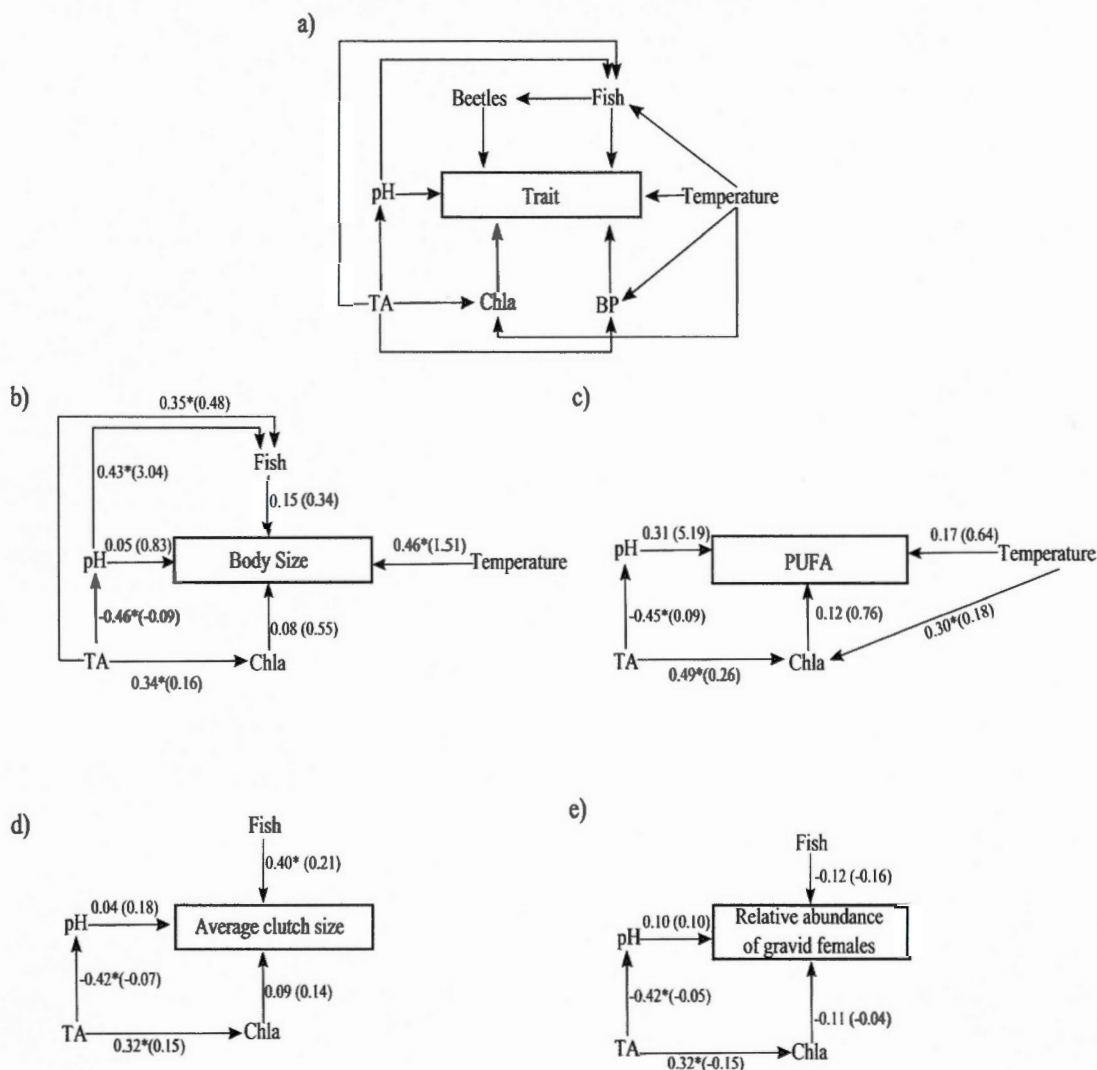 a)
Beetles
Fish
pH
Trait
Temperature
TA
Chla
BP
b)
0.35*(0.48)
Fish
0.43*(3.04)
0.15 (0.34)
pH
0.05 (0.83)
Body Size
0.46*(1.51)
Temperature
-0.46*(-0.09)
0.08 (0.55)
TA
Chla
0.34*(0.16)
c)
pH
0.31 (5.19)
PUFA
0.17 (0.64)
Temperature
-0.45*(0.09)
0.12 (0.76)
0.30*(0.18)
TA
Chla
0.49*(0.26)
d)
Fish
0.40* (0.21)
pH
0.04 (0.18)
Average clutch size
-0.42*(-0.07)
0.09 (0.14)
TA
Chla
0.32*(0.15)
e)
Fish
-0.12 (-0.16)
pH
0.10 (0.10)
Relative abundance
of gravid females
-0.42*(-0.05)
-0.11 (-0.04)
TA
Chla
0.32*(-0.15)